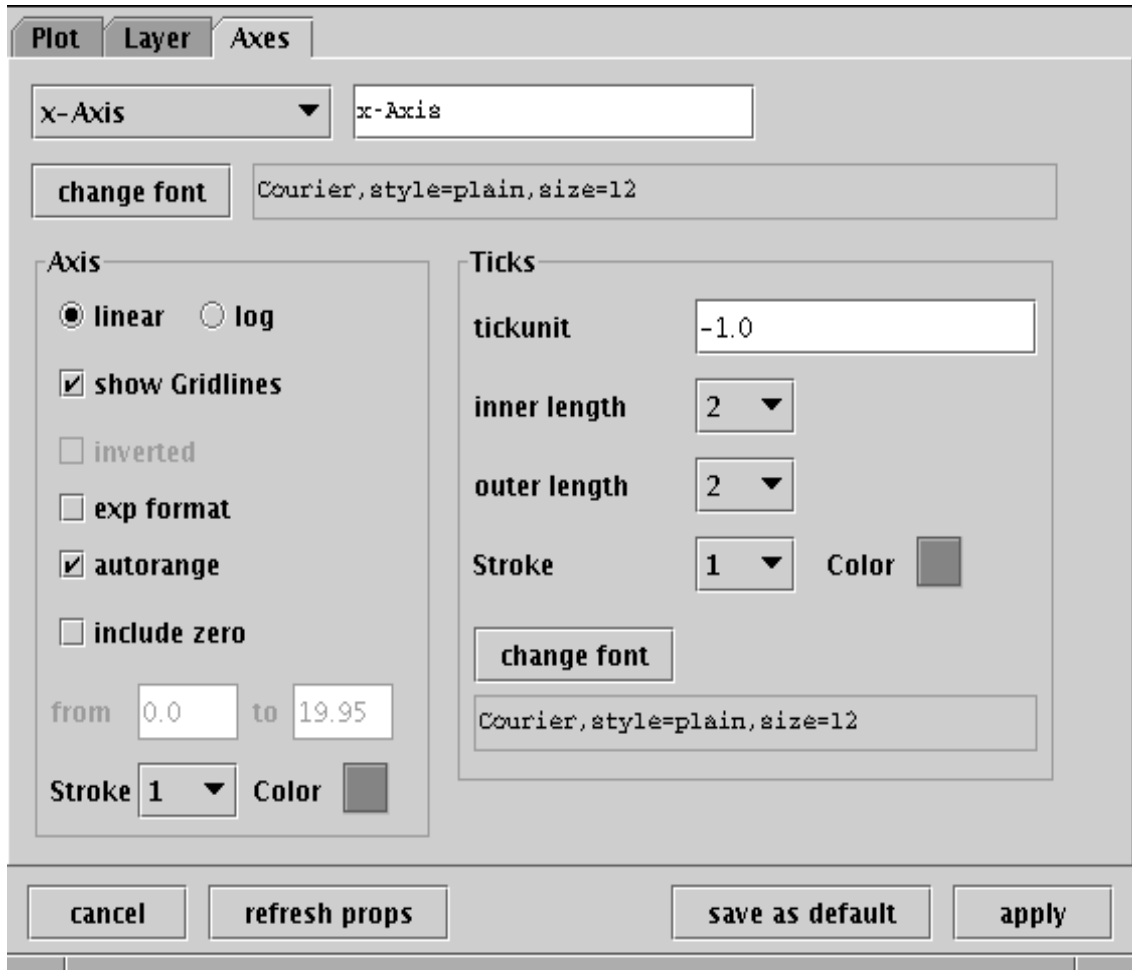 Plot Layer Axes
x-Axis x-Axis
change font Courier,style=plain,size=12
Axis
linear log
show Gridlines
inverted
exp format
autorange
include zero
from 0.0 to 19.95
Stroke 1 Color
Ticks
tickunit -1.0
inner length 2
outer length 2
Stroke 1 Color
change font
Courier,style=plain,size=12
cancel refresh props save as default apply